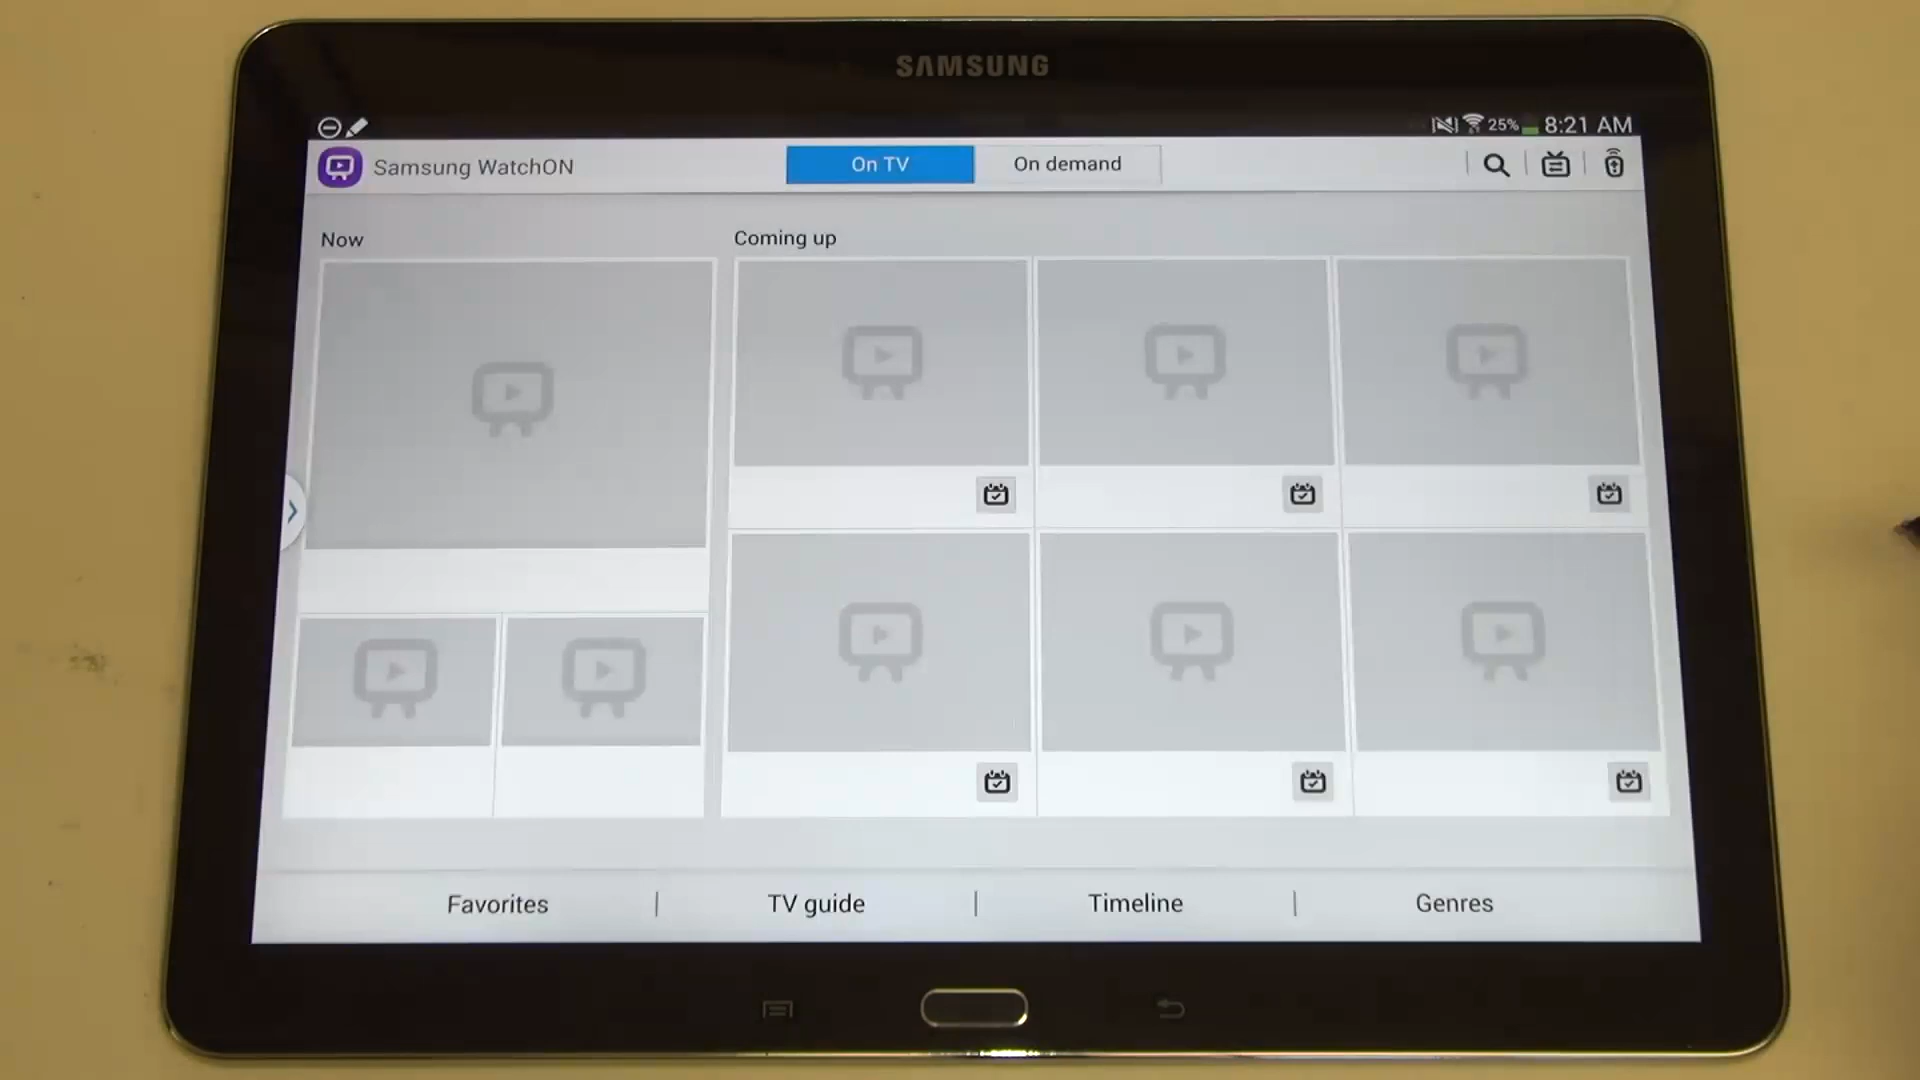 SAMSUNG
25% 8:21 AM
Samsung WatchON
On TV
On demand
Now
Coming up
Favorites | TV guide | Timeline | Genres